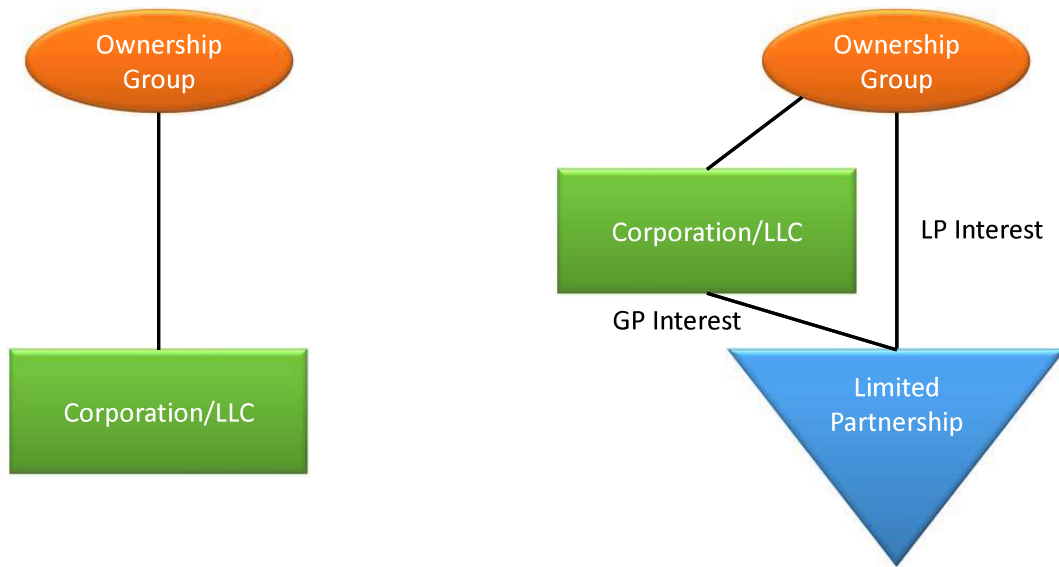 Ownership
Group
Corporation/LLC
Ownership
Group
Corporation/LLC
LP Interest
GP Interest
Limited
Partnership